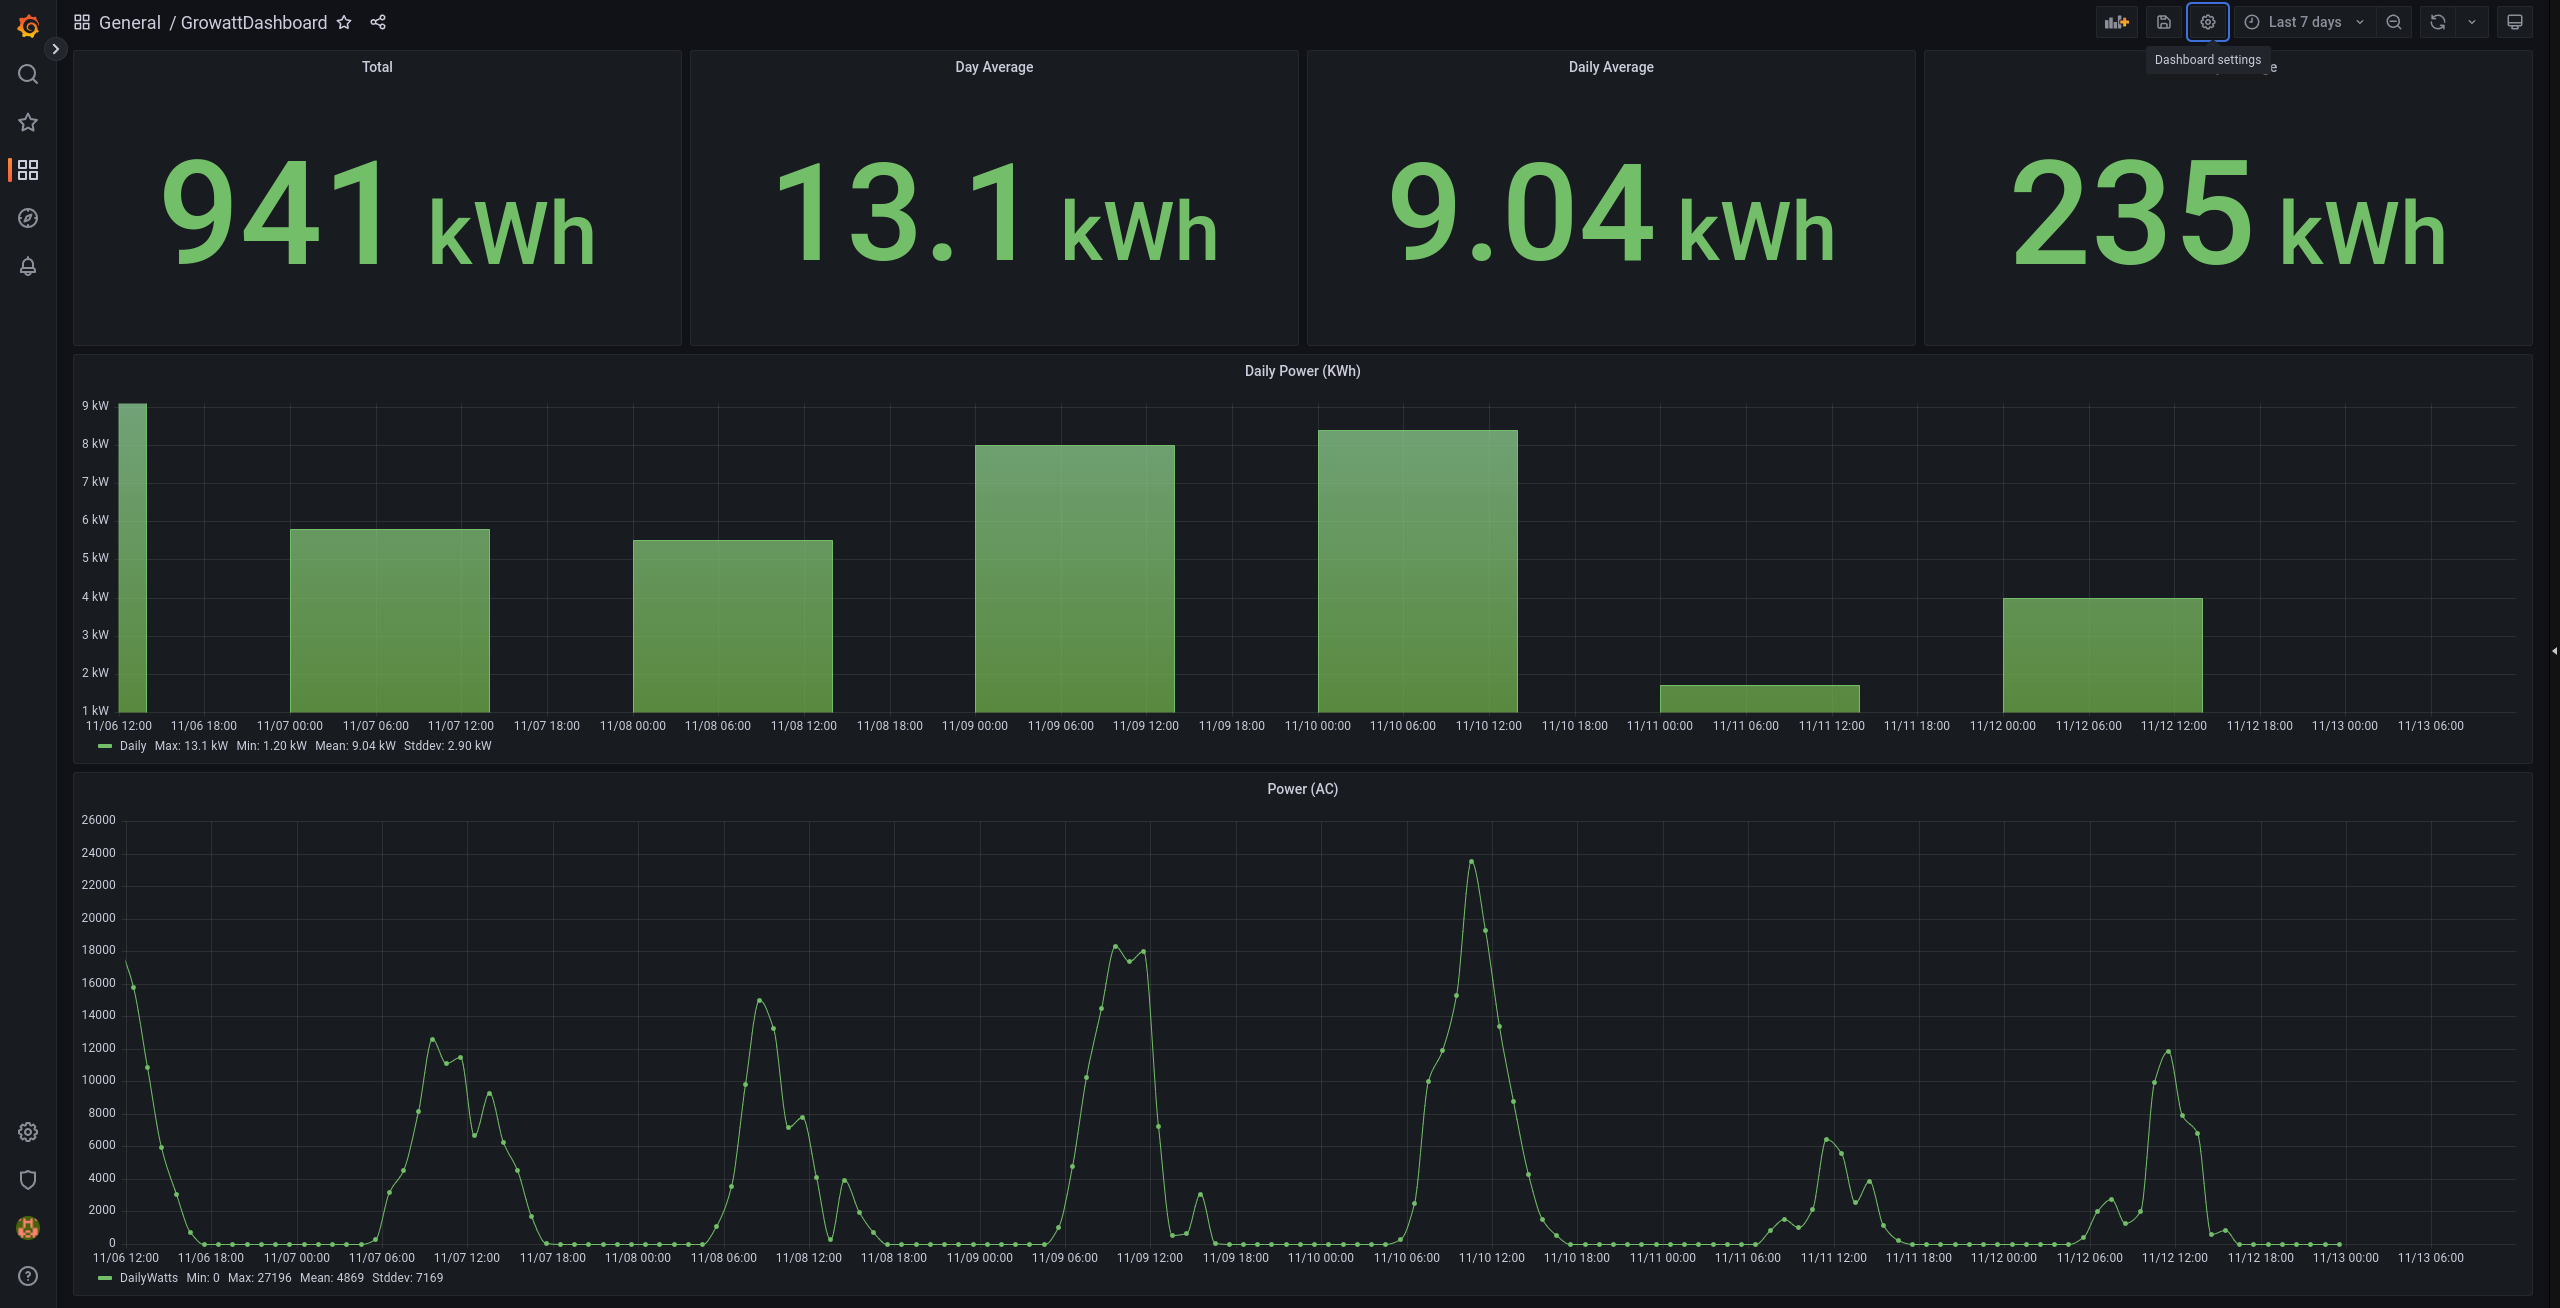 General / GrowattDashboard
Last 7 days
Dashboard settings
Total
Day Average
Daily Average
941 kWh
13.1 kWh
9.04 kWh
235 kWh
Daily Power (KWh)
9 kW
8 kW
7 kW
6 kW
5 kW
4 kW
3 kW
2 kW
1 kW
11/06 12:00 11/06 18:00 11/07 00:00 11/07 06:00 11/07 12:00 11/07 18:00 11/08 00:00 11/08 06:00 11/08 12:00 11/08 18:00 11/09 00:00 11/09 06:00 11/09 12:00 11/09 18:00 11/10 00:00 11/10 06:00 11/10 12:00 11/10 18:00 11/11 00:00 11/11 06:00 11/11 12:00 11/11 18:00 11/12 00:00 11/12 06:00 11/12 12:00 11/12 18:00 11/13 00:00 11/13 06:00
Daily Max: 13.1 kW Min: 1.20 kW Mean: 9.04 kW Stddev: 2.90 kW
Power (AC)
26000
24000
22000
20000
18000
16000
14000
12000
10000
8000
6000
4000
2000
0
11/06 12:00 11/06 18:00 11/07 00:00 11/07 06:00 11/07 12:00 11/07 18:00 11/08 00:00 11/08 06:00 11/08 12:00 11/08 18:00 11/09 00:00 11/09 06:00 11/09 12:00 11/09 18:00 11/10 00:00 11/10 06:00 11/10 12:00 11/10 18:00 11/11 00:00 11/11 06:00 11/11 12:00 11/11 18:00 11/12 00:00 11/12 06:00 11/12 12:00 11/12 18:00 11/13 00:00 11/13 06:00
DailyWatts Min: 0 Max: 27196 Mean: 4869 Stddev: 7169